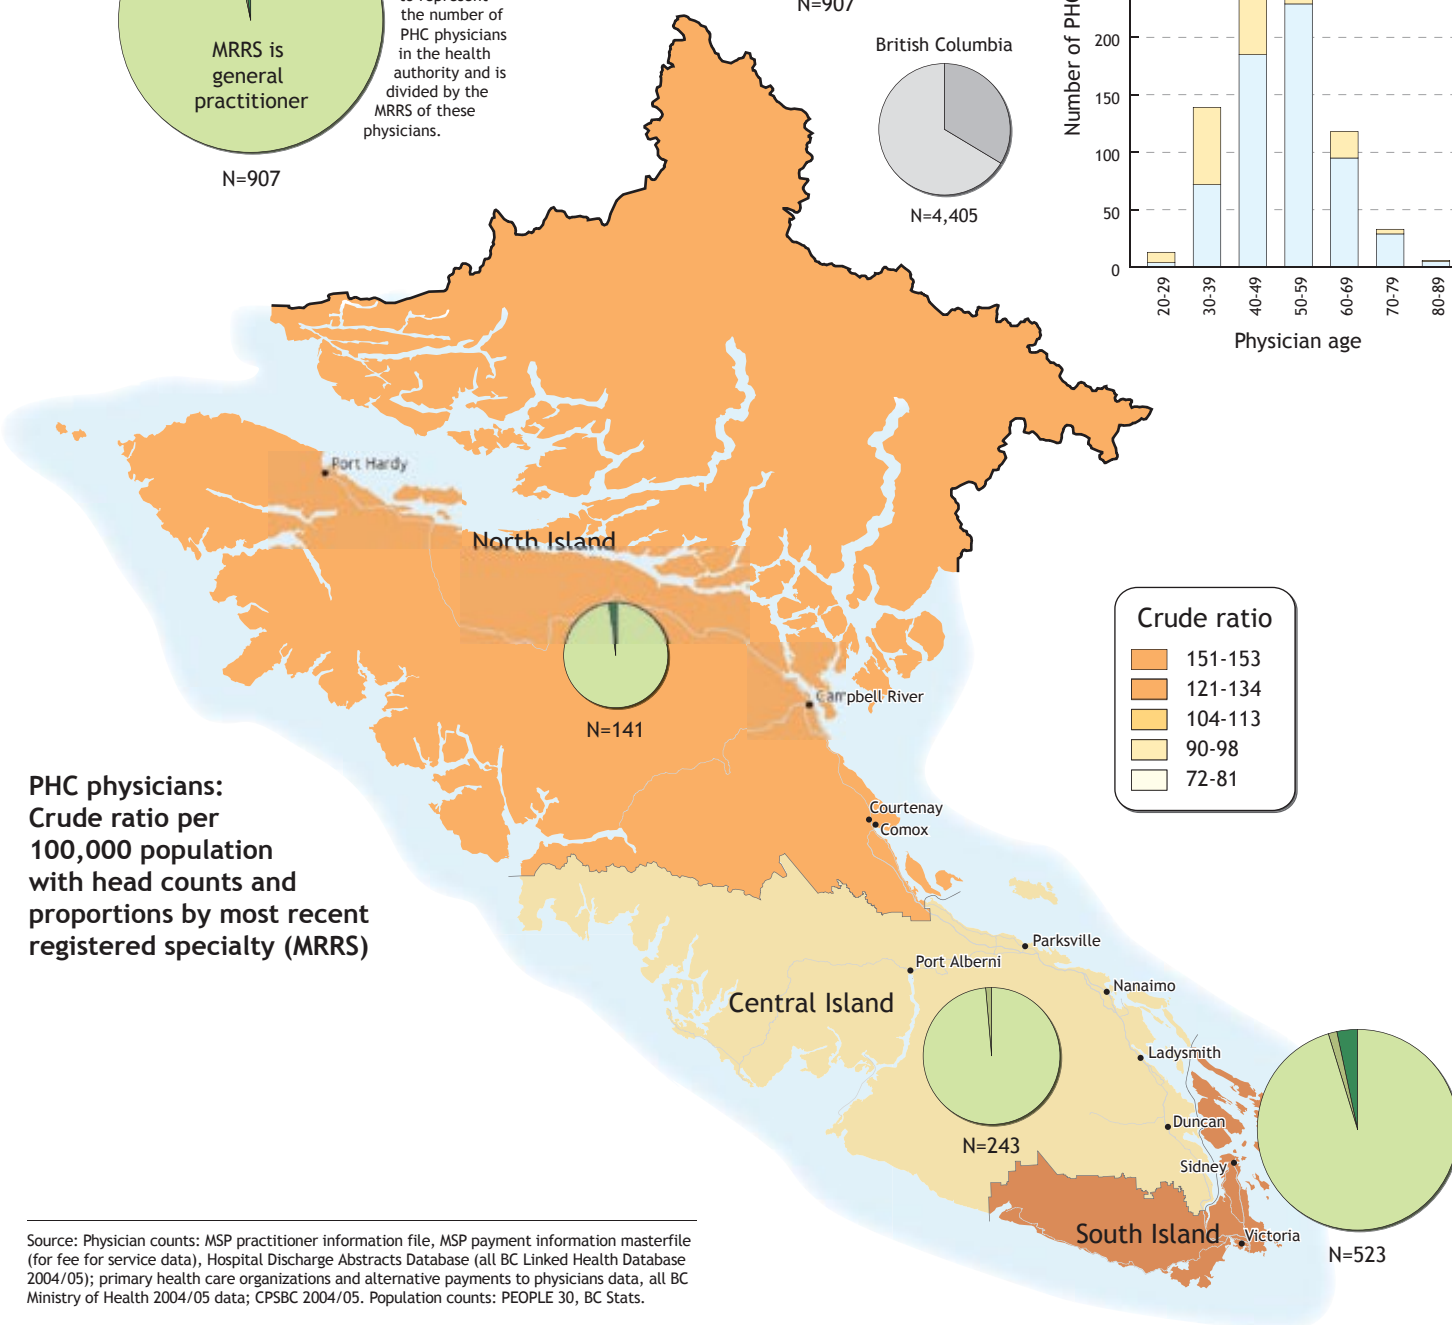 to represent
the number of
PHC physicians
in the health
authority and is
divided by the
MRRS of these
physicians.
MRRS is
general
practitioner
N=907
N=907
British Columbia
N=4,405
Number of PHC
200
150
100
50
0
20-29
30-39
40-49
50-59
60-69
70-79
80-89
Physician age
Port Hardy
North Island
N=141
Campbell River
Crude ratio
151-153
121-134
104-113
90-98
72-81
PHC physicians:
Crude ratio per
100,000 population
with head counts and
proportions by most recent
registered specialty (MRRS)
Courtenay
Comox
Parksville
Port Alberni
Nanaimo
Central Island
Ladysmith
Duncan
N=243
Sidney
South Island
Victoria
N=523
Source: Physician counts: MSP practitioner information file, MSP payment information masterfile
(for fee for service data), Hospital Discharge Abstracts Database (all BC Linked Health Database
2004/05); primary health care organizations and alternative payments to physicians data, all BC
Ministry of Health 2004/05 data; CPSBC 2004/05. Population counts: PEOPLE 30, BC Stats.